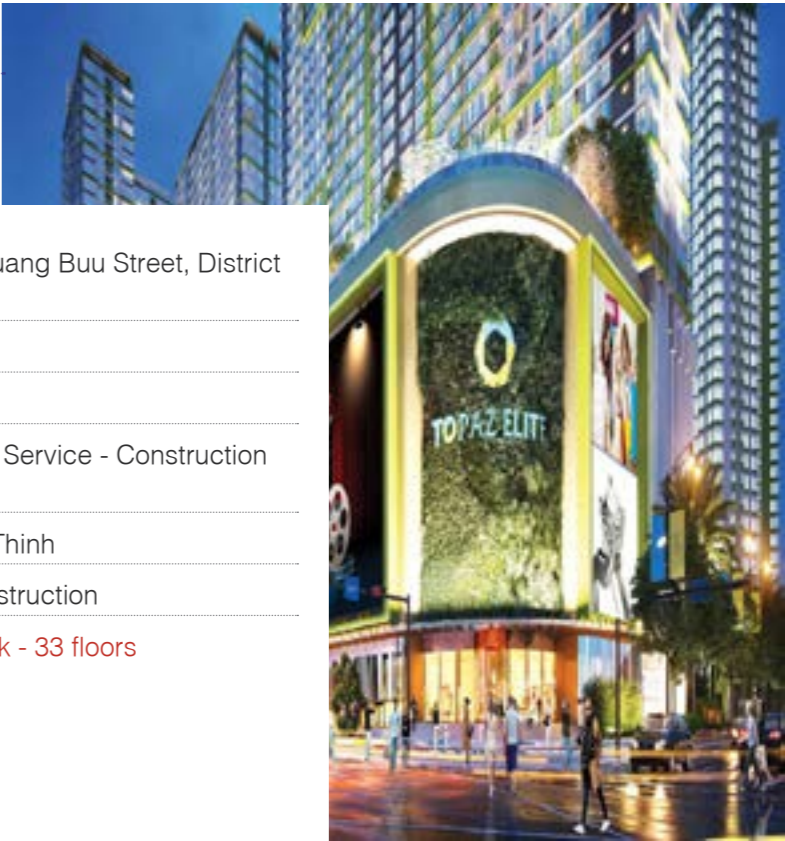 uang Buu Street, District
Service - Construction
Thinh
struction
k - 33 floors
TOPAZ ELITE